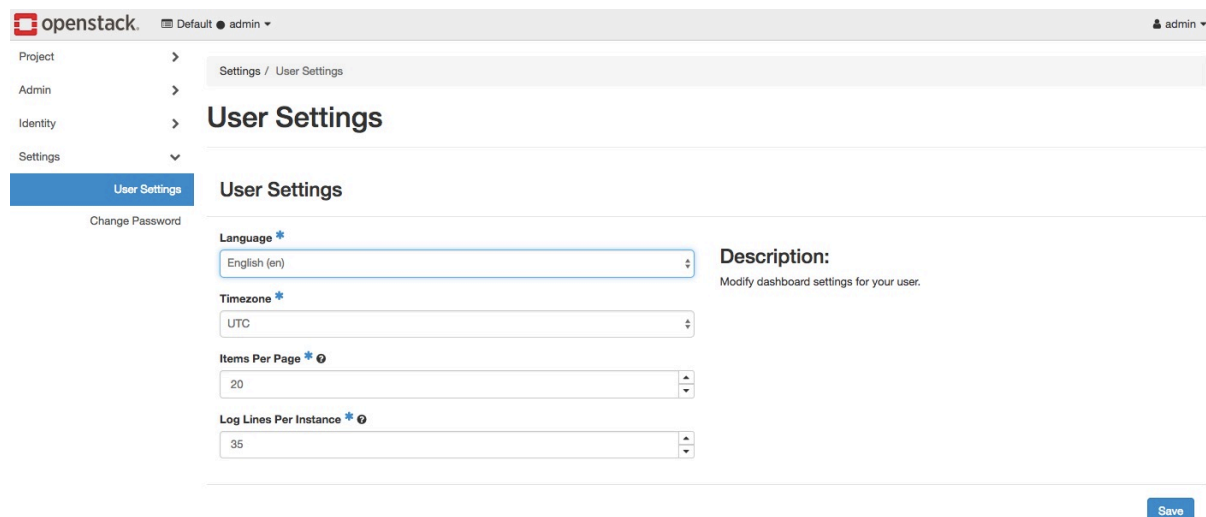 openstack. Default ● admin admin
Project
Admin
Identity
Settings
User Settings
Change Password
Settings / User Settings
User Settings
User Settings
Language *
English (en)
Timezone *
UTC
Items Per Page * ?
20
Log Lines Per Instance * ?
35
Description:
Modify dashboard settings for your user.
Save